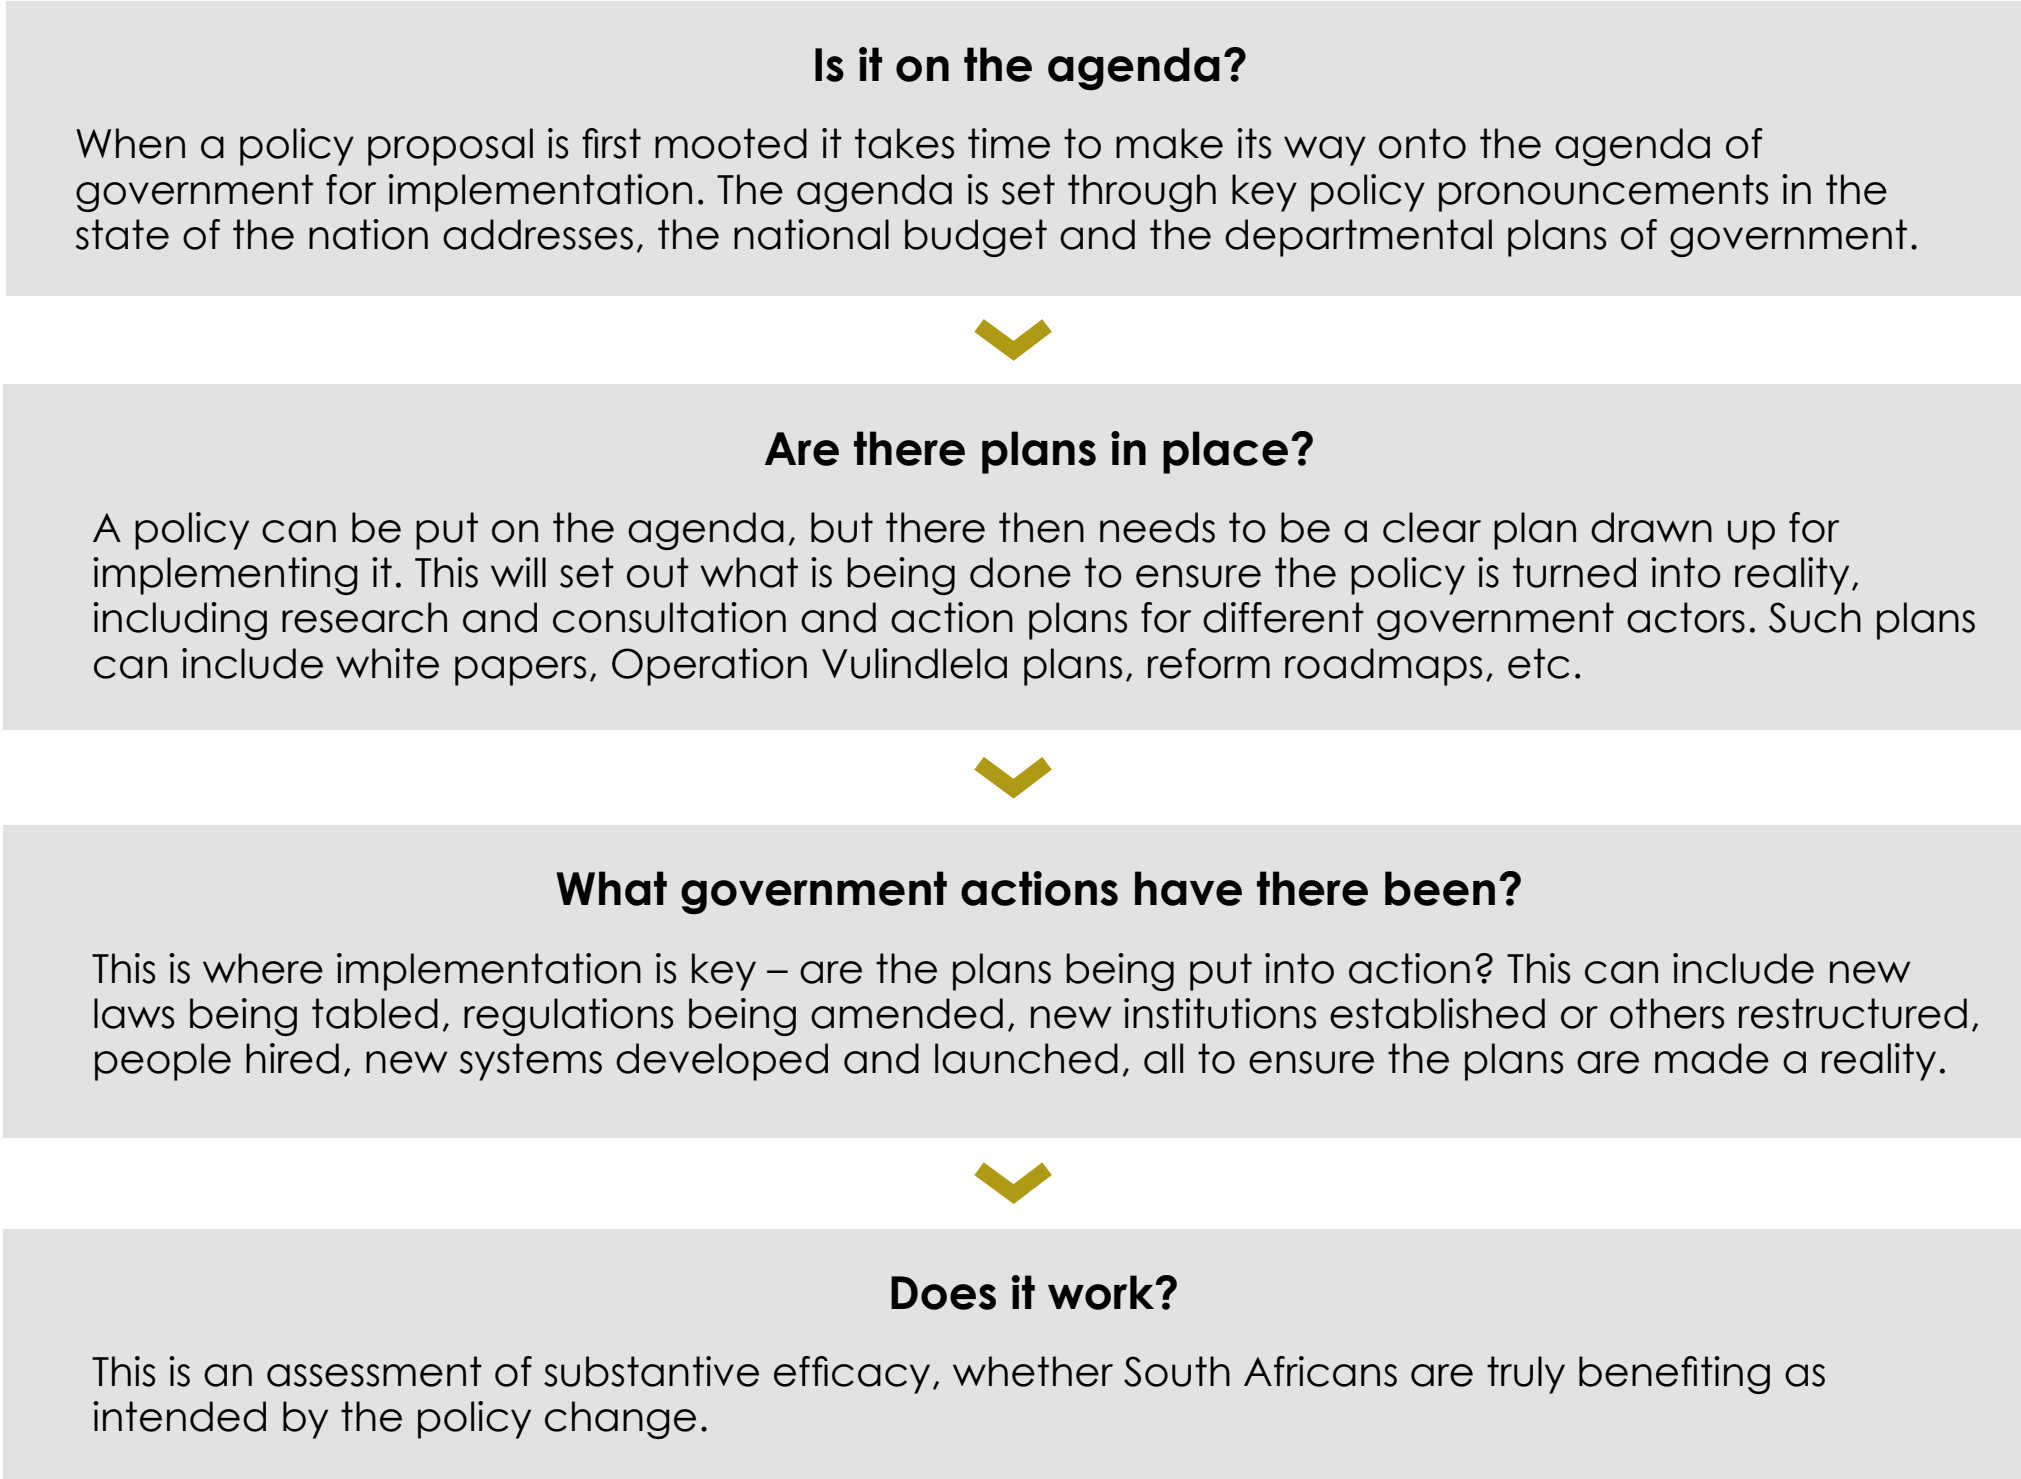 Is it on the agenda?
When a policy proposal is first mooted it takes time to make its way onto the agenda of
government for implementation. The agenda is set through key policy pronouncements in the
state of the nation addresses, the national budget and the departmental plans of government.
Are there plans in place?
A policy can be put on the agenda, but there then needs to be a clear plan drawn up for
implementing it. This will set out what is being done to ensure the policy is turned into reality,
including research and consultation and action plans for different government actors. Such plans
can include white papers, Operation Vulindlela plans, reform roadmaps, etc.
What government actions have there been?
This is where implementation is key – are the plans being put into action? This can include new
laws being tabled, regulations being amended, new institutions established or others restructured,
people hired, new systems developed and launched, all to ensure the plans are made a reality.
Does it work?
This is an assessment of substantive efficacy, whether South Africans are truly benefiting as
intended by the policy change.